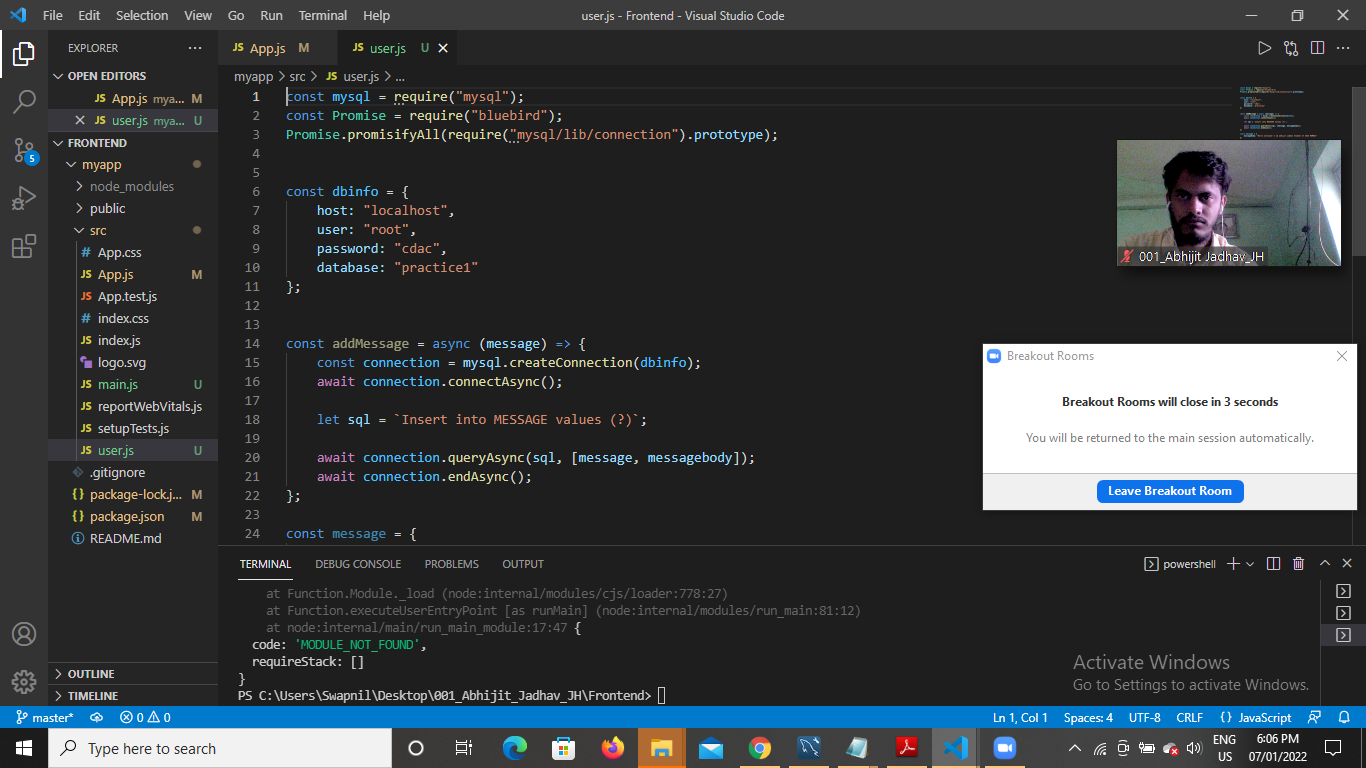 File Edit Selection View Go Run Terminal Help
user.js - Frontend - Visual Studio Code
EXPLORER
OPEN EDITORS
App.js mya... M
user.js mya... U
FRONTEND
myapp
node_modules
public
src
# App.css
JS App.js M
JS App.test.js
# index.css
JS index.js
logo.svg
JS main.js U
JS reportWebVitals.js
JS setupTests.js
JS user.js U
.gitignore
{} package-lock.j... M
{} package.json M
README.md
OUTLINE
TIMELINE
5
JS App.js M
JS user.js U
myapp > src > JS user.js > ...
1 const mysql = require("mysql");
2 const Promise = require("bluebird");
3 Promise.promisifyAll(require("mysql/lib/connection").prototype);
4
5
6 const dbinfo = {
7 host: "localhost",
8 user: "root",
9 password: "cdac",
10 database: "practice1"
11 };
12
13
14 const addMessage = async (message) => {
15 const connection = mysql.createConnection(dbinfo);
16 await connection.connectAsync();
17
18 let sql = `Insert into MESSAGE values (?)`;
19
20 await connection.queryAsync(sql, [message, messagebody]);
21 await connection.endAsync();
22 };
23
24 const message = {
001_Abhijit Jadhav_JH
Breakout Rooms
Breakout Rooms will close in 3 seconds
You will be returned to the main session automatically.
Leave Breakout Room
TERMINAL DEBUG CONSOLE PROBLEMS OUTPUT
powershell
at Function.Module._load (node:internal/modules/cjs/loader:778:27)
at Function.executeUserEntryPoint [as runMain] (node:internal/modules/run_main:81:12)
at node:internal/main/run_main_module:17:47 {
code: 'MODULE_NOT_FOUND',
requireStack: []
}
PS C:\Users\Swapnil\Desktop\001_Abhijit_Jadhav_JH\Frontend>
Activate Windows
Go to Settings to activate Windows.
master* 0 0
Ln 1, Col 1 Spaces: 4 UTF-8 CRLF {} JavaScript
Type here to search
ENG
US
6:06 PM
07/01/2022